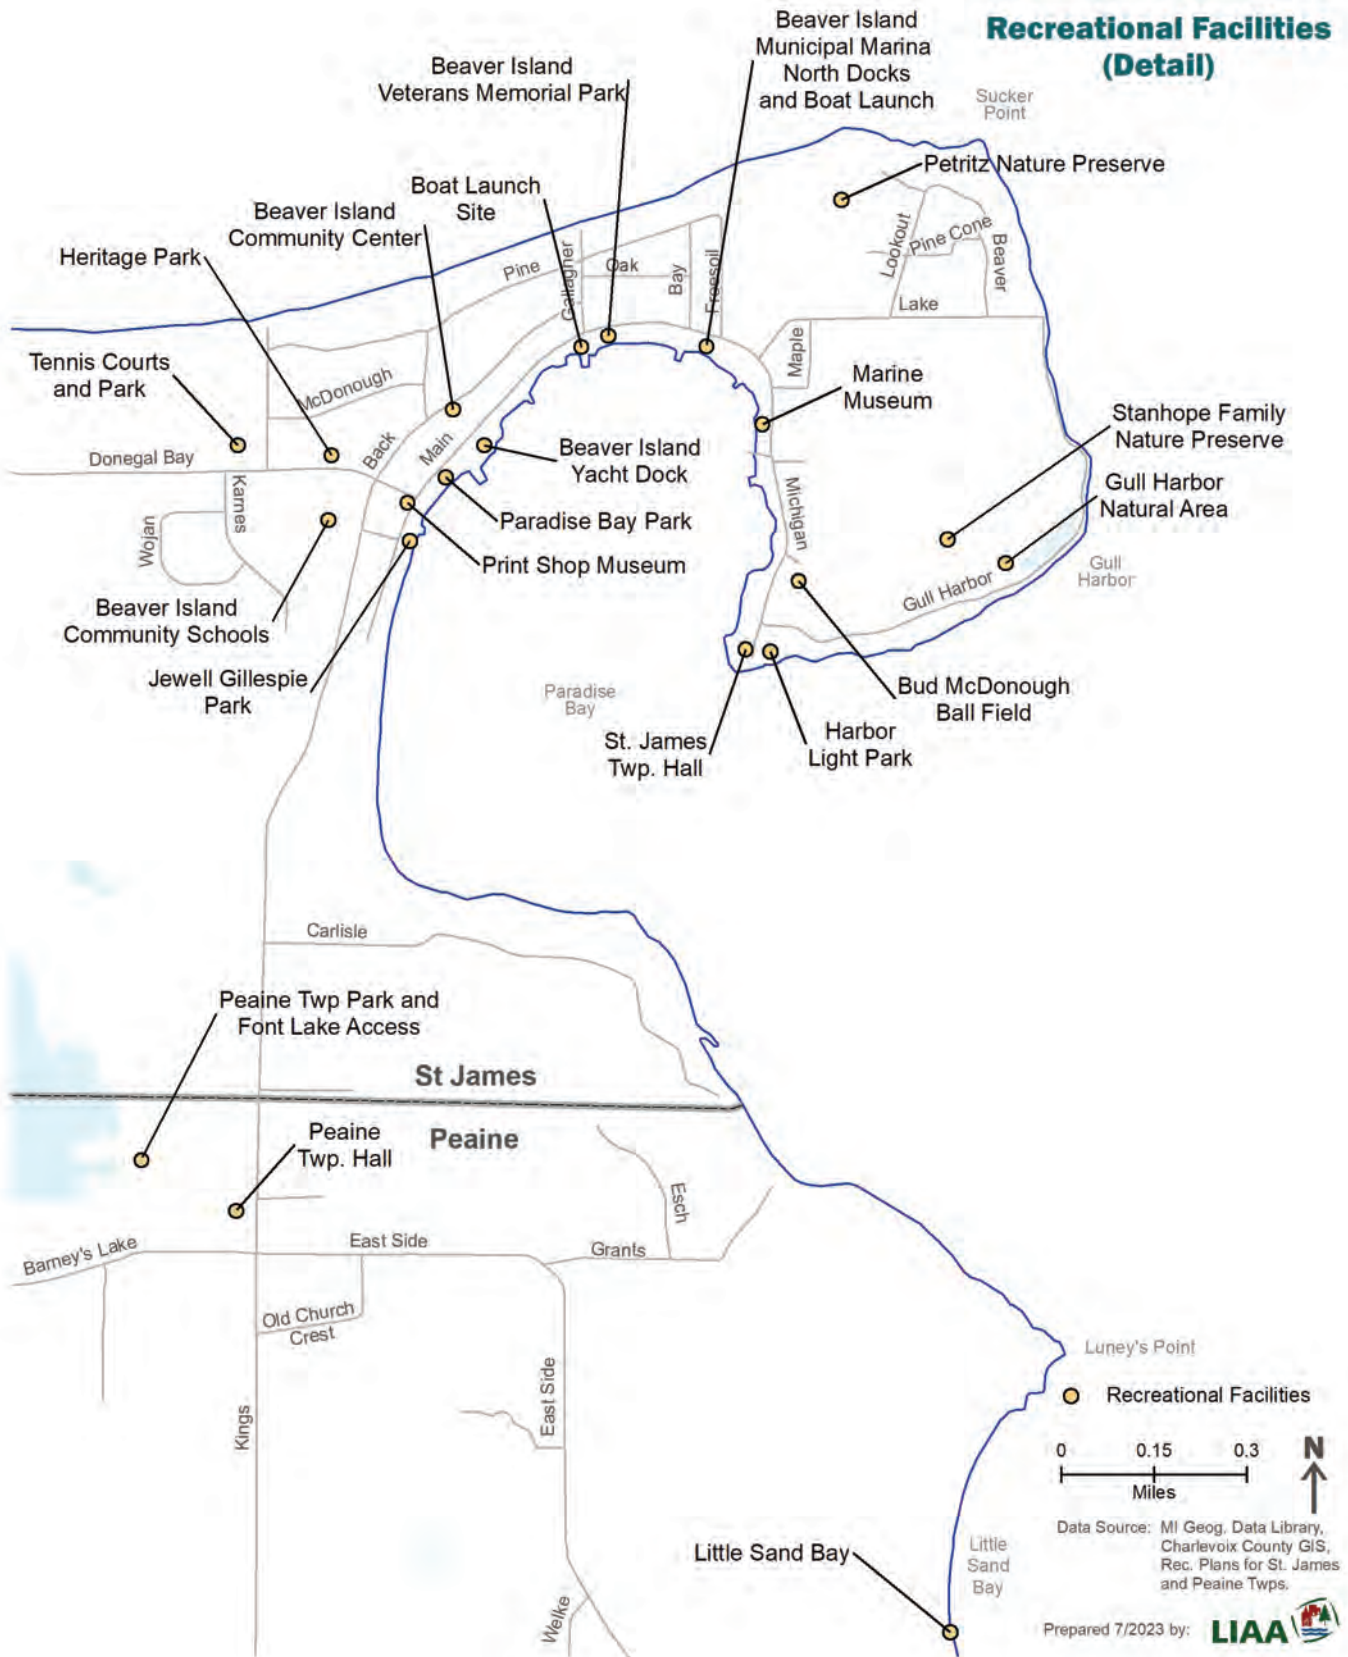 Recreational Facilities
(Detail)
Beaver Island
Municipal Marina
North Docks
and Boat Launch
Beaver Island
Veterans Memorial Park
Sucker
Point
Petritz Nature Preserve
Boat Launch
Site
Beaver Island
Community Center
Heritage Park
Pine
Gallagher
Oak
Bay
Freesoil
Lookout
Pine Cone
Beaver
Lake
Maple
Tennis Courts
and Park
McDonough
Marine
Museum
Stanhope Family
Nature Preserve
Back
Main
Donegal Bay
Beaver Island
Yacht Dock
Gull Harbor
Natural Area
Karnes
Wojan
Michigan
Paradise Bay Park
Print Shop Museum
Gull
Harbor
Gull Harbor
Beaver Island
Community Schools
Jewell Gillespie
Park
Paradise
Bay
Bud McDonough
Ball Field
St. James
Twp. Hall
Harbor
Light Park
Carlisle
Peaine Twp Park and
Font Lake Access
St James
Peaine
Peaine
Twp. Hall
Esch
Barney's Lake
East Side
Grants
Old Church
Crest
Luney's Point
Recreational Facilities
Kings
East Side
0 0.15 0.3
Miles
N
Data Source: MI Geog. Data Library,
Charlevoix County GIS,
Rec. Plans for St. James
and Peaine Twps.
Little Sand Bay
Little
Sand
Bay
Welke
Prepared 7/2023 by: LIAA